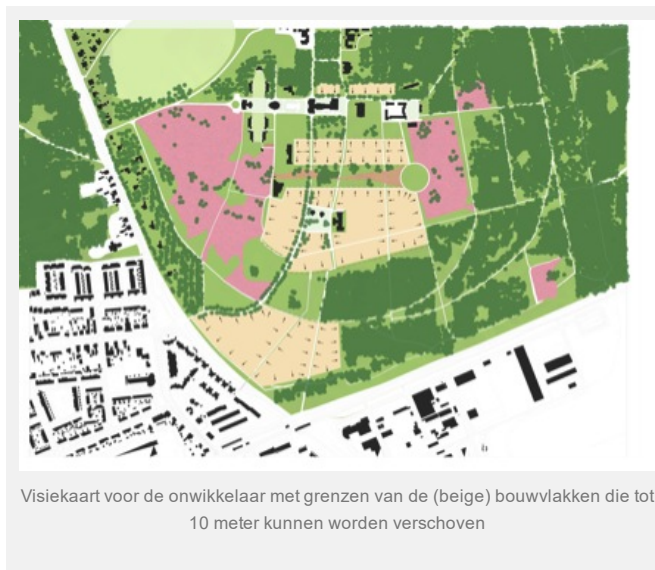 Visiekaart voor de onwikkelaar met grenzen van de (beige) bouwvlakken die tot
10 meter kunnen worden verschoven